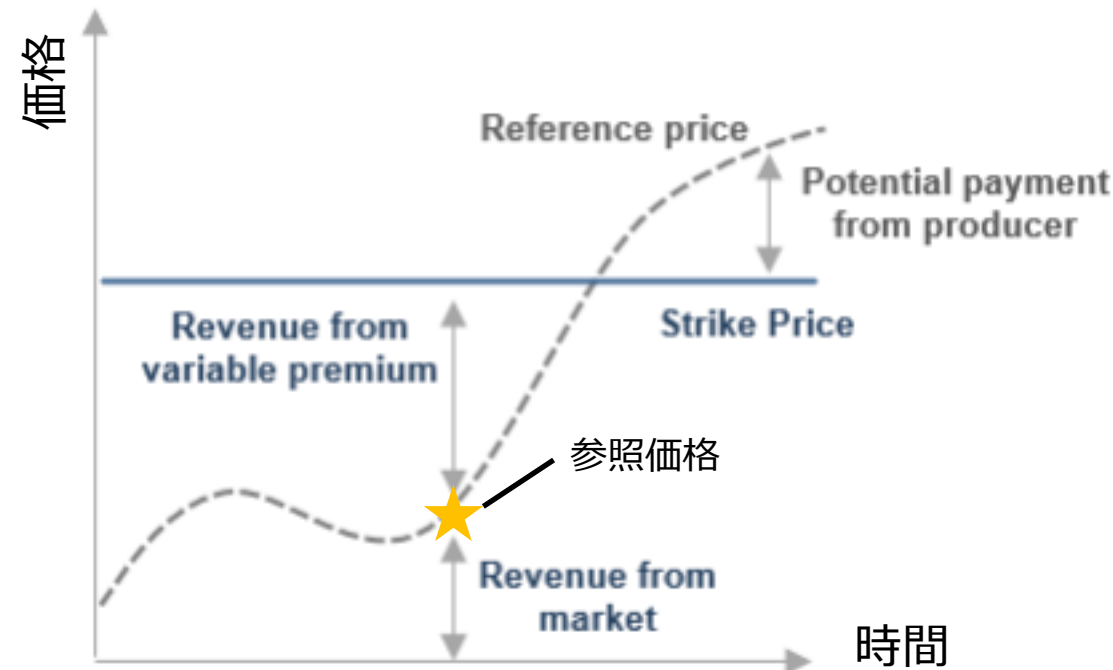 価格
Reference price
Potential payment
from producer
Revenue from
variable premium
Strike Price
参照価格
Revenue from
market
時間